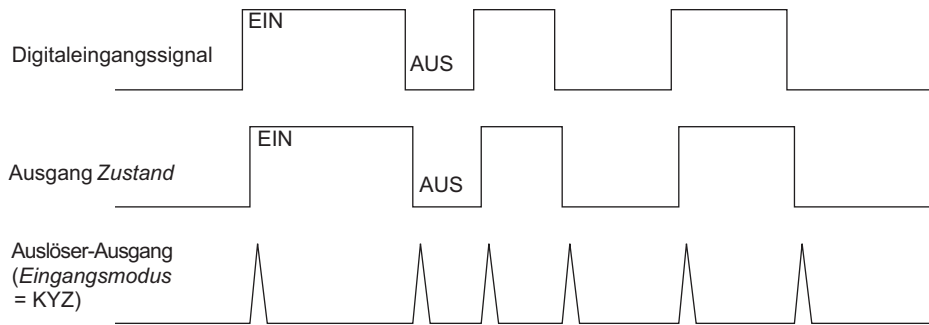 EIN
Digitaleingangssignal
AUS
EIN
Ausgang Zustand
AUS
Auslöser-Ausgang
(Eingangsmodus
= KYZ)